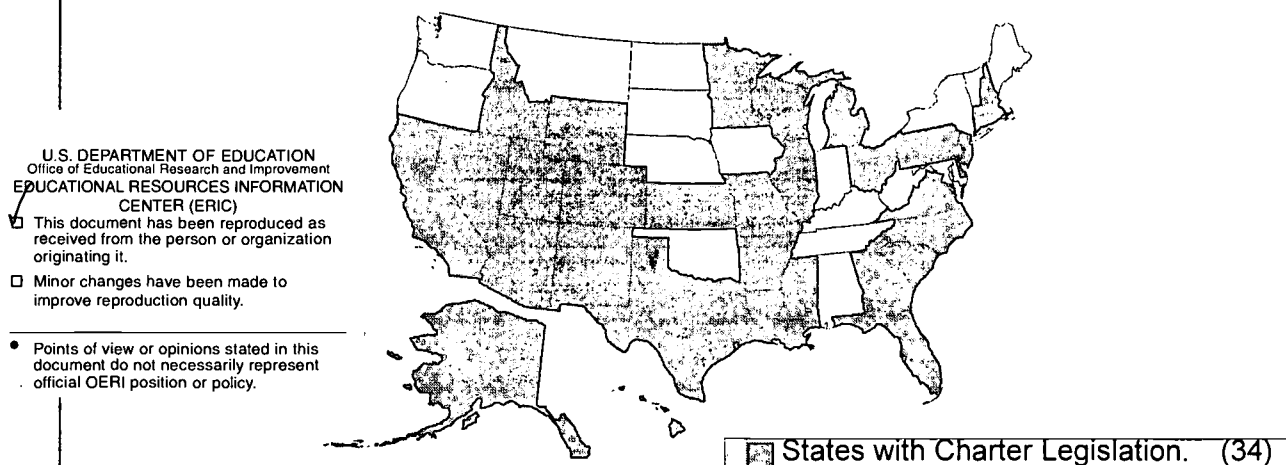 U.S. DEPARTMENT OF EDUCATION
Office of Educational Research and Improvement
EDUCATIONAL RESOURCES INFORMATION
CENTER (ERIC)
□ This document has been reproduced as
received from the person or organization
originating it.
□ Minor changes have been made to
improve reproduction quality.
• Points of view or opinions stated in this
document do not necessarily represent
official OERI position or policy.
States with Charter Legislation. (34)